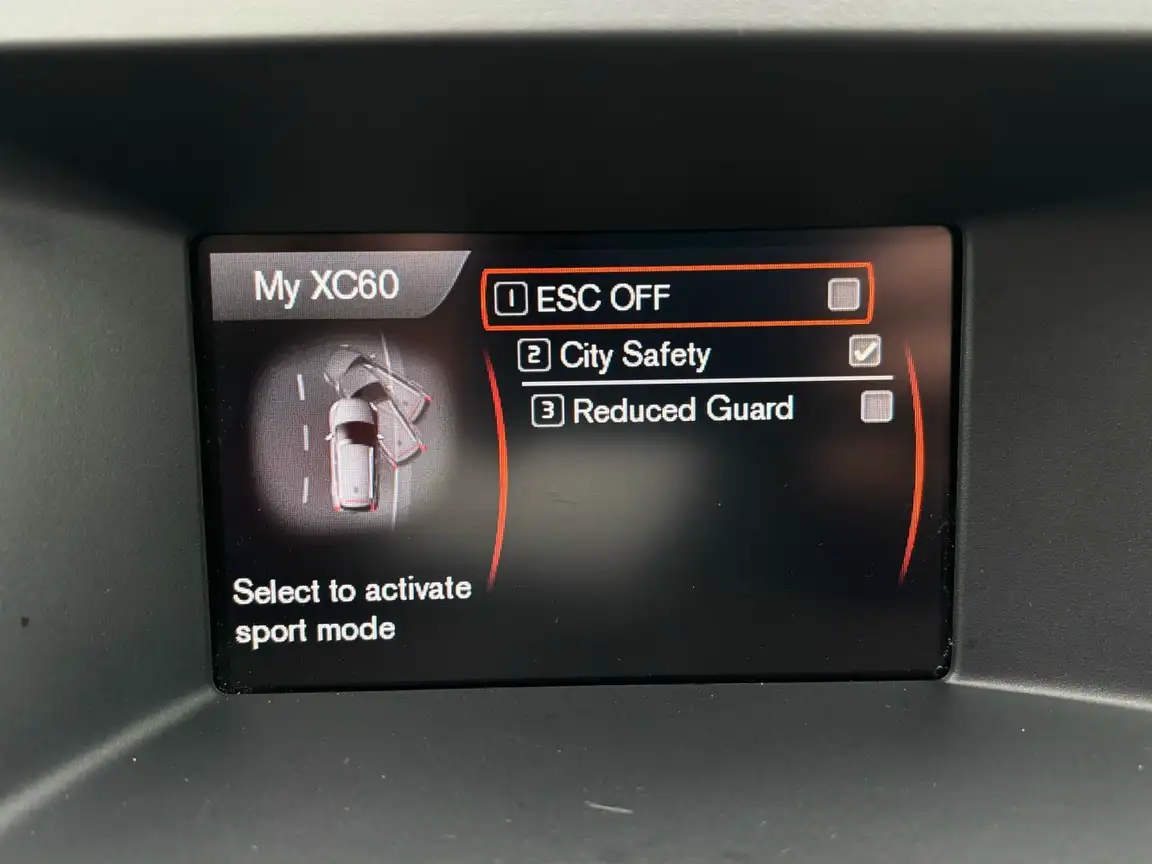 My XC60
1 ESC OFF
2 City Safety
3 Reduced Guard
Select to activate
sport mode